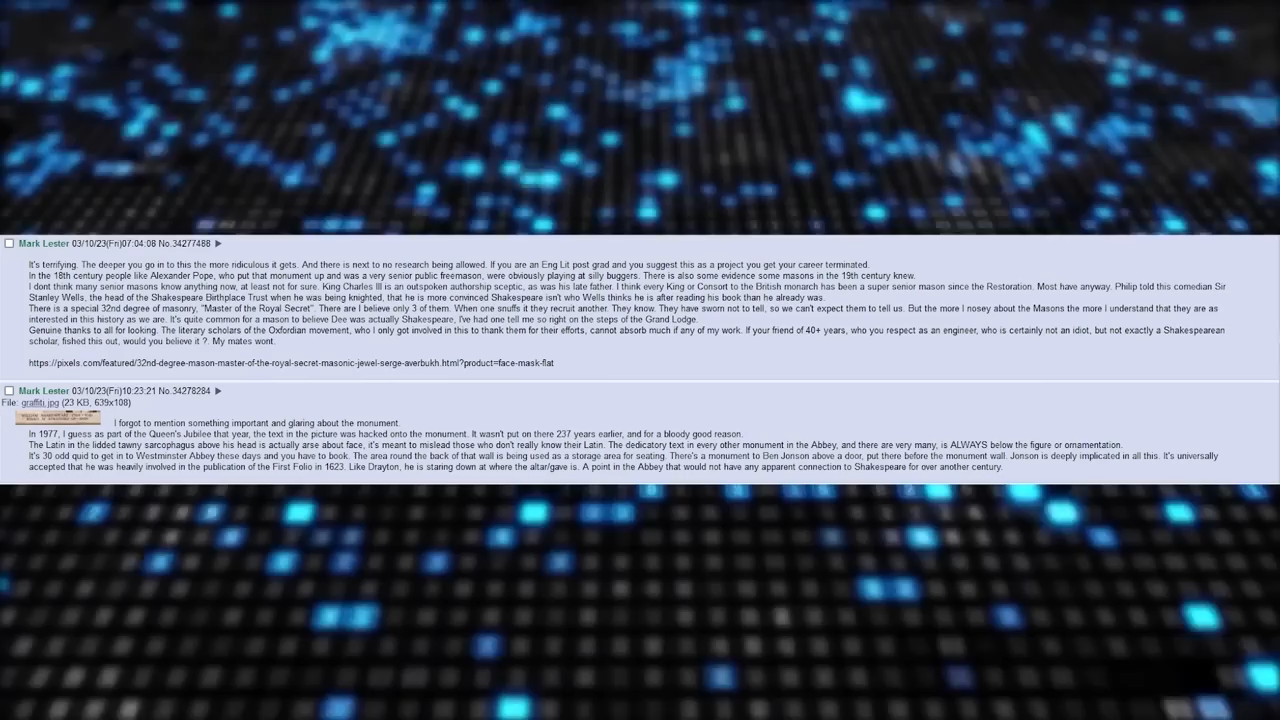 Mark Lester 03/10/23(Fri)07:04:08 No.34277488
It's terrifying. The deeper you go in to this the more ridiculous it gets. And there is next to no research being allowed. If you are an Eng Lit post grad and you suggest this as a project you get your career terminated.
In the 18th century people like Alexander Pope, who put that monument up and was a very senior public freemason, were obviously playing at silly buggers. There is also some evidence some masons in the 19th century knew.
I dont think many senior masons know anything now, at least not for sure. King Charles III is an outspoken authorship sceptic, as was his late father. I think every King or Consort to the British monarch has been a super senior mason since the Restoration. Most have anyway. Philip told this comedian Sir
Stanley Wells, the head of the Shakespeare Birthplace Trust when he was being knighted, that he is more convinced Shakespeare isn't who Wells thinks he is after reading his book than he already was.
There is a special 32nd degree of masonry, "Master of the Royal Secret". There are I believe only 3 of them. When one snuffs it they recruit another. They know. They have sworn not to tell, so we can't expect them to tell us. But the more I nosey about the Masons the more I understand that they are as
interested in this history as we are. It's quite common for a mason to believe Dee was actually Shakespeare, I've had one tell me so right on the steps of the Grand Lodge.
Genuine thanks to all for looking. The literary scholars of the Oxfordian movement, who I only got involved in this to thank them for their efforts, cannot absorb much if any of my work. If your friend of 40+ years, who you respect as an engineer, who is certainly not an idiot, but not exactly a Shakespearean
scholar, fished this out, would you believe it ?. My mates wont.
https://pixels.com/featured/32nd-degree-mason-master-of-the-royal-secret-masonic-jewel-serge-averbukh.html?product=face-mask-flat
Mark Lester 03/10/23(Fri)10:23:21 No.34278284
File: graffiti.jpg (23 KB, 639x108)
I forgot to mention something important and glaring about the monument.
In 1977, I guess as part of the Queen's Jubilee that year, the text in the picture was hacked onto the monument. It wasn't put on there 237 years earlier, and for a bloody good reason.
The Latin in the lidded tawny sarcophagus above his head is actually arse about face, it's meant to mislead those who don't really know their Latin. The dedicatory text in every other monument in the Abbey, and there are very many, is ALWAYS below the figure or ornamentation.
It's 30 odd quid to get in to Westminster Abbey these days and you have to book. The area round the back of that wall is being used as a storage area for seating. There's a monument to Ben Jonson above a door, put there before the monument wall. Jonson is deeply implicated in all this. It's universally
accepted that he was heavily involved in the publication of the First Folio in 1623. Like Drayton, he is staring down at where the altar/gave is. A point in the Abbey that would not have any apparent connection to Shakespeare for over another century.